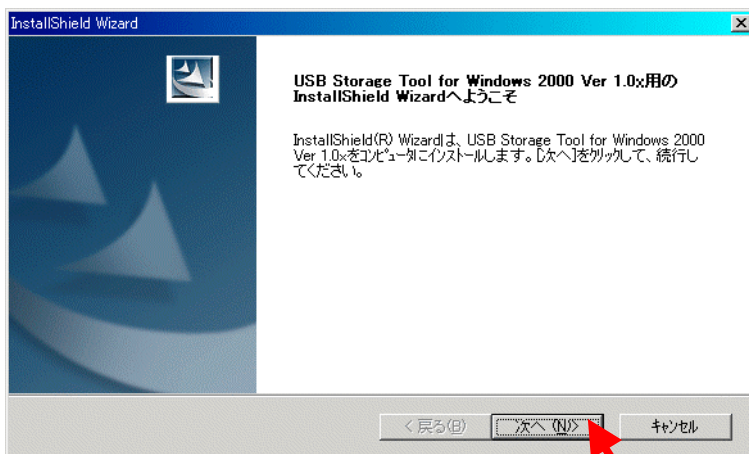 InstallShield Wizard
USB Storage Tool for Windows 2000 Ver 1.0x用の
InstallShield Wizardへようこそ
InstallShield(R) Wizardは、USB Storage Tool for Windows 2000
Ver 1.0xをコンピュータにインストールします。[次へ]をクリックして、続行し
てください。
< 戻る(B) 次へ (N)> キャンセル